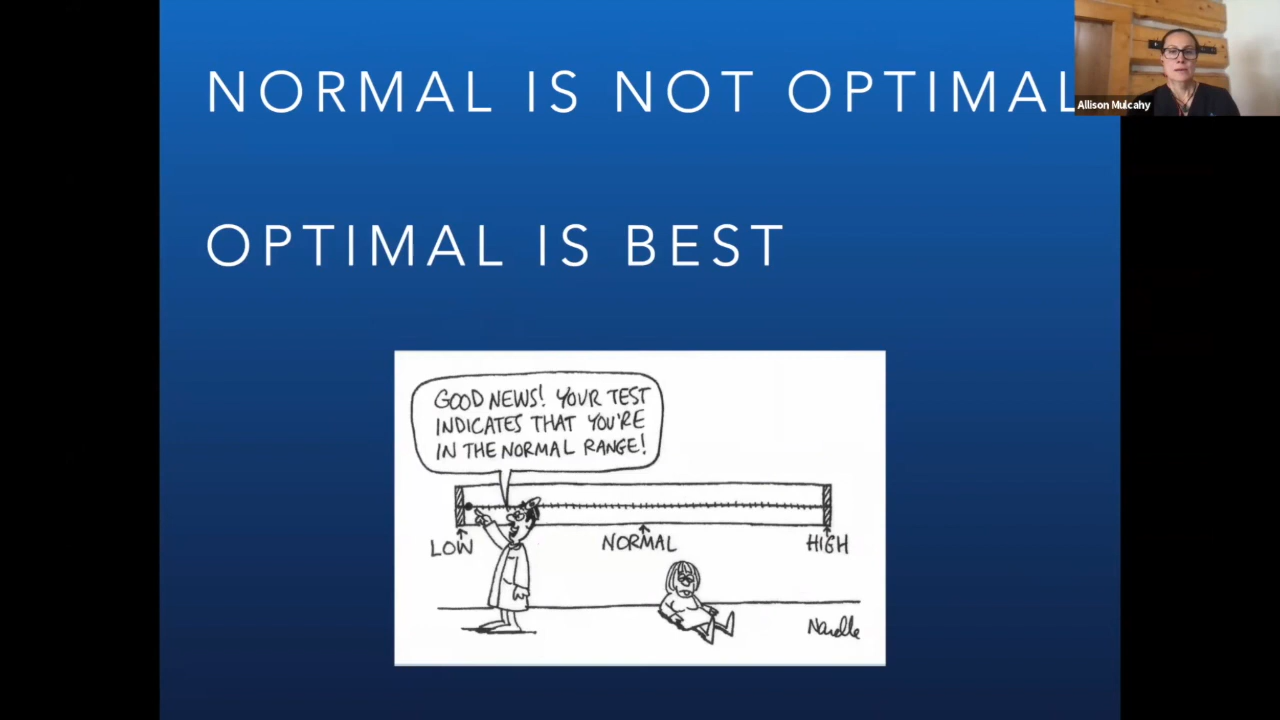 NORMAL IS NOT OPTIMAL
Allison Mulcahy
OPTIMAL IS BEST
GOOD NEWS! YOUR TEST
INDICATES THAT YOU'RE
IN THE NORMAL RANGE!
LOW
NORMAL
HIGH
Narelle